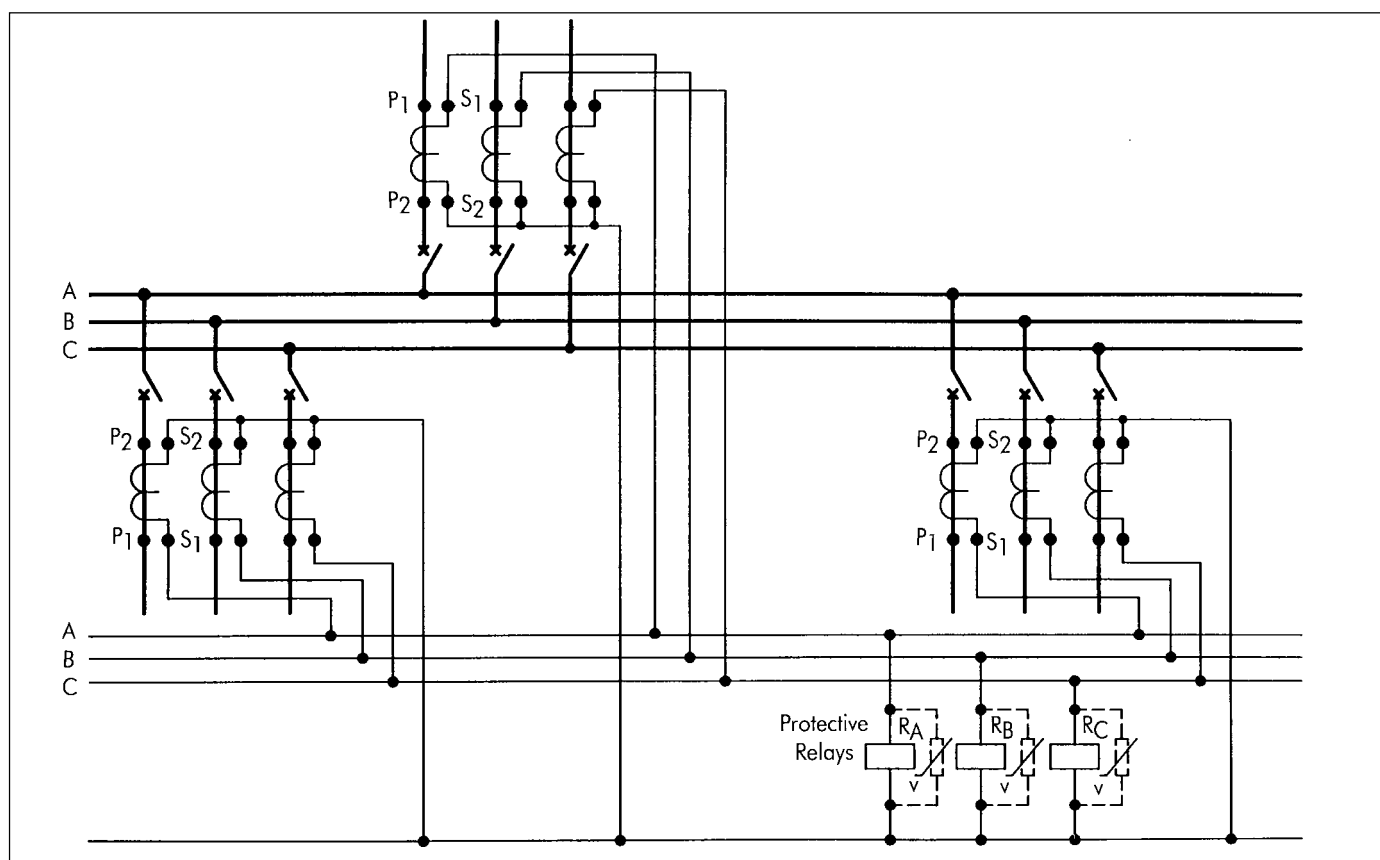 P1 S1
P2 S2
A
B
C
P2 S2
P2 S2
P1 S1
P1 S1
A
B
C
Protective
Relays
RA
RB
RC
v
v
v